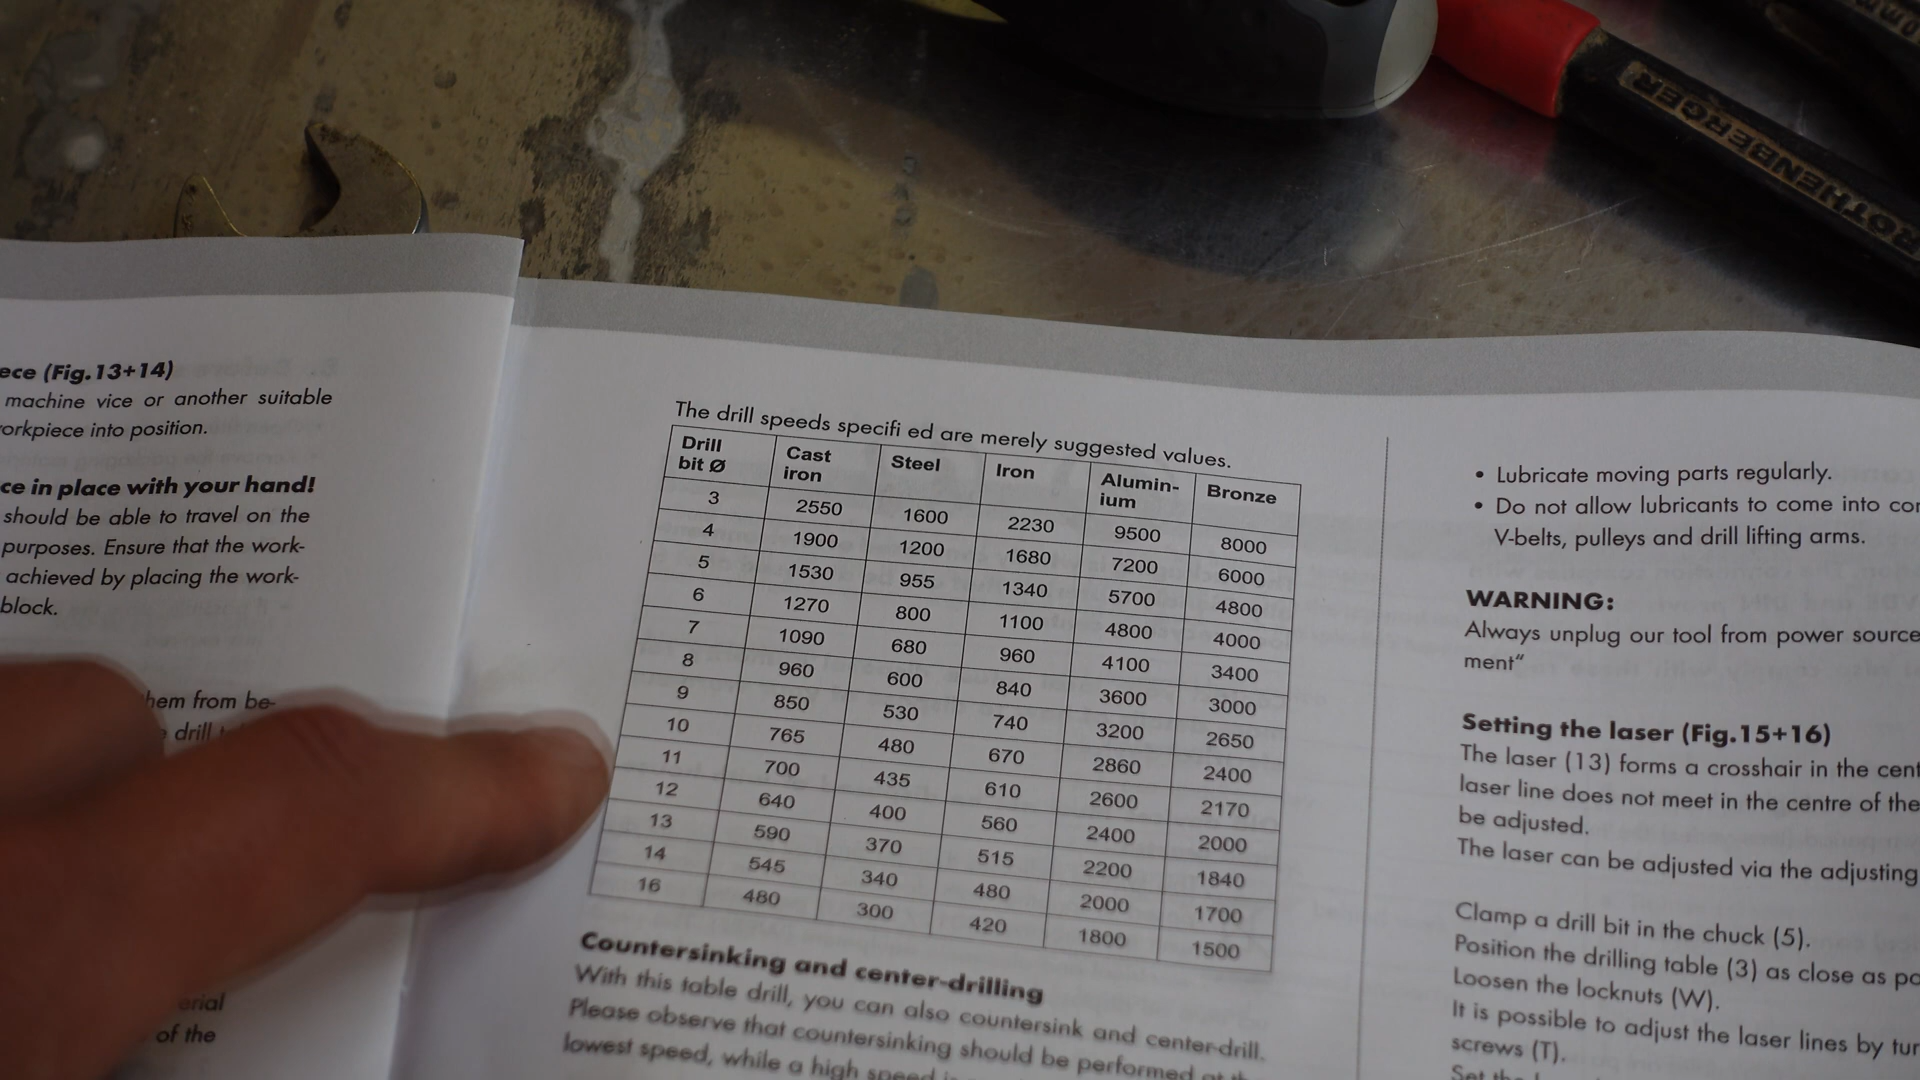 ROTHENBERGER
ece (Fig.13+14)
machine vice or another suitable
orkpiece into position.
ce in place with your hand!
should be able to travel on the
purposes. Ensure that the work-
achieved by placing the work-
block.
hem from be-
drill
erial
of the
The drill speeds specifi ed are merely suggested values.
Drill bit Ø Cast iron Steel Iron Alumin-ium Bronze
3 2550 1600 2230 9500 8000
4 1900 1200 1680 7200 6000
5 1530 955 1340 5700 4800
6 1270 800 1100 4800 4000
7 1090 680 960 4100 3400
8 960 600 840 3600 3000
9 850 530 740 3200 2650
10 765 480 670 2860 2400
11 700 435 610 2600 2170
12 640 400 560 2400 2000
13 590 370 515 2200 1840
14 545 340 480 2000 1700
16 480 300 420 1800 1500
Countersinking and center-drilling
With this table drill, you can also countersink and center-drill.
Please observe that countersinking should be performed at the
lowest speed, while a high speed
• Lubricate moving parts regularly.
• Do not allow lubricants to come into con
V-belts, pulleys and drill lifting arms.
WARNING:
Always unplug our tool from power source
ment“
Setting the laser (Fig.15+16)
The laser (13) forms a crosshair in the cent
laser line does not meet in the centre of the
be adjusted.
The laser can be adjusted via the adjusting
Clamp a drill bit in the chuck (5).
Position the drilling table (3) as close as po
Loosen the locknuts (W).
It is possible to adjust the laser lines by tur
screws (T).